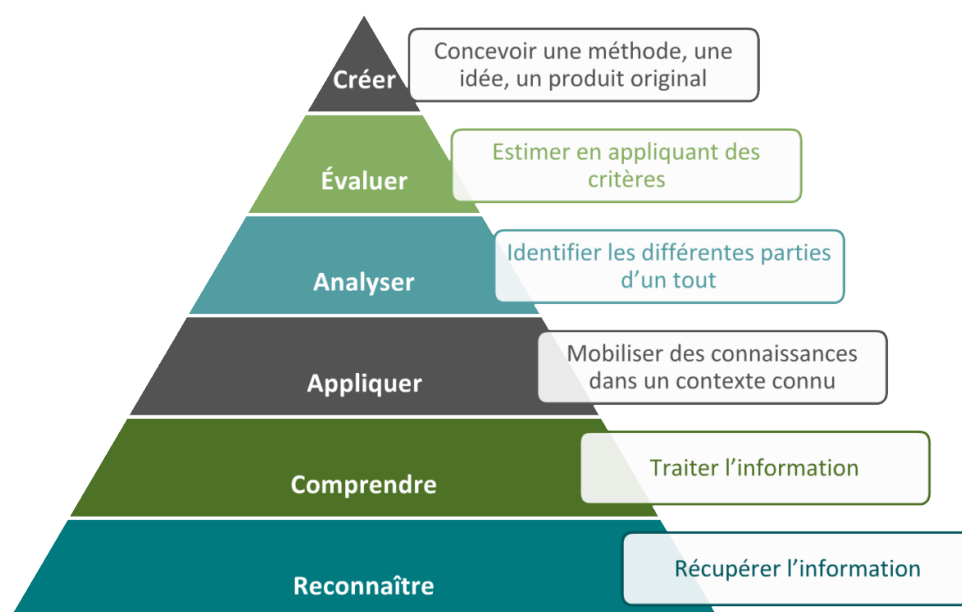 Créer
Concevoir une méthode, une
idée, un produit original
Évaluer
Estimer en appliquant des
critères
Analyser
Identifier les différentes parties
d’un tout
Appliquer
Mobiliser des connaissances
dans un contexte connu
Comprendre
Traiter l’information
Reconnaître
Récupérer l’information